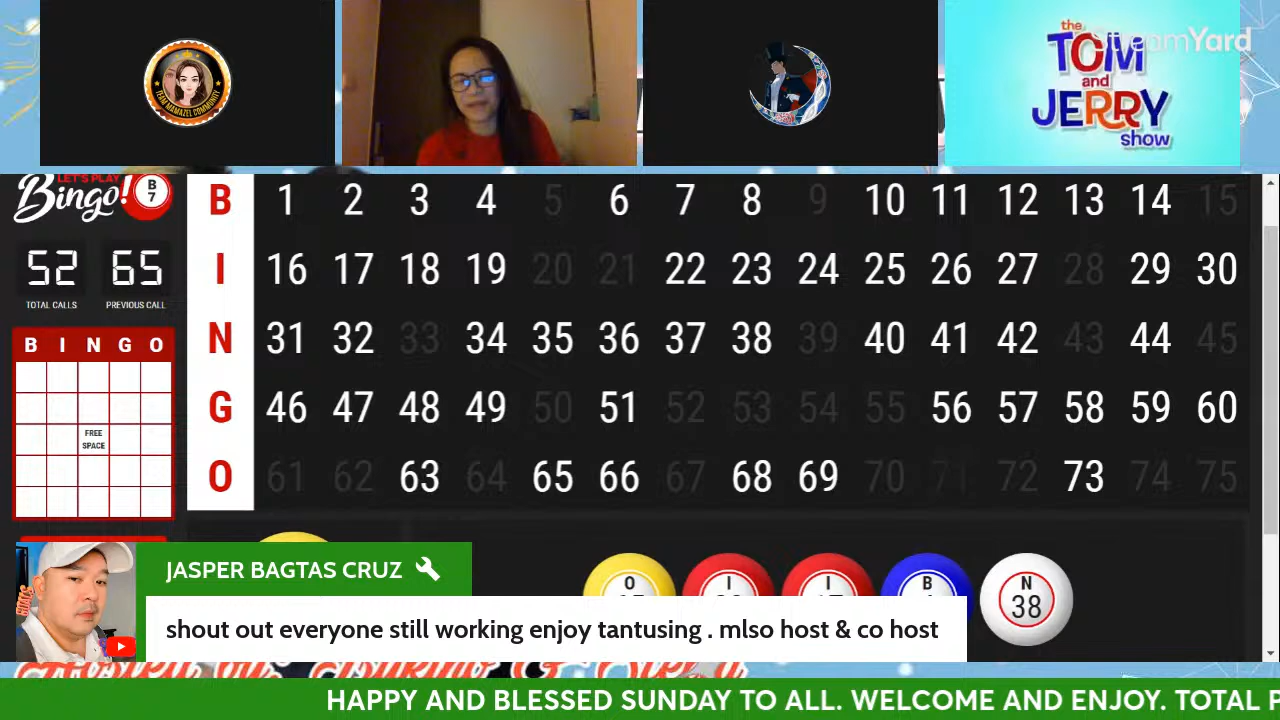 TEAM MAMAZEL COMMUNITY
the
TOM
and
JERRY
show
StreamYard
LET'S PLAY
Bingo!
B
7
52
65
TOTAL CALLS
PREVIOUS CALL
B I N G O
FREE
SPACE
B 1 2 3 4 5 6 7 8 9 10 11 12 13 14 15
I 16 17 18 19 20 21 22 23 24 25 26 27 28 29 30
N 31 32 33 34 35 36 37 38 39 40 41 42 43 44 45
G 46 47 48 49 50 51 52 53 54 55 56 57 58 59 60
O 61 62 63 64 65 66 67 68 69 70 71 72 73 74 75
O
I
I
B
N
38
JASPER BAGTAS CRUZ
shout out everyone still working enjoy tantusing . mlso host & co host
HAPPY AND BLESSED SUNDAY TO ALL. WELCOME AND ENJOY. TOTAL